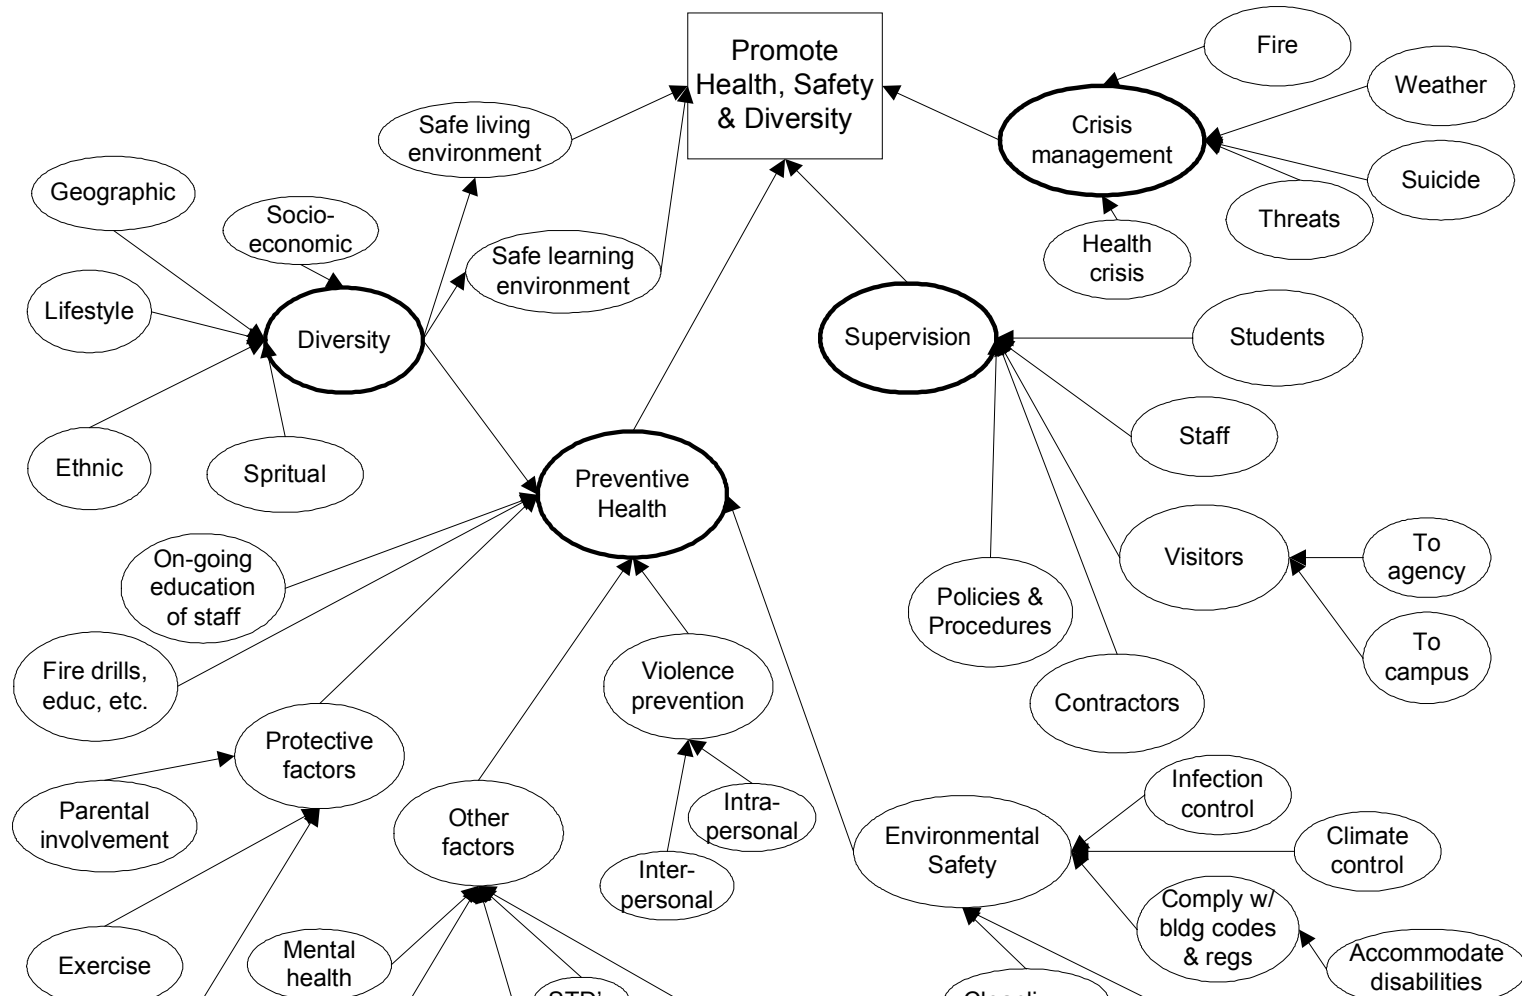 Promote
Health, Safety
& Diversity
Fire
Weather
Crisis
management
Suicide
Threats
Health
crisis
Safe living
environment
Geographic
Socio-
economic
Safe learning
environment
Lifestyle
Diversity
Supervision
Students
Staff
Ethnic
Spritual
Preventive
Health
Visitors
To
agency
On-going
education
of staff
Policies &
Procedures
To
campus
Fire drills,
educ, etc.
Violence
prevention
Contractors
Protective
factors
Parental
involvement
Other
factors
Intra-
personal
Inter-
personal
Environmental
Safety
Infection
control
Climate
control
Comply w/
bldg codes
& regs
Accommodate
disabilities
Exercise
Mental
health